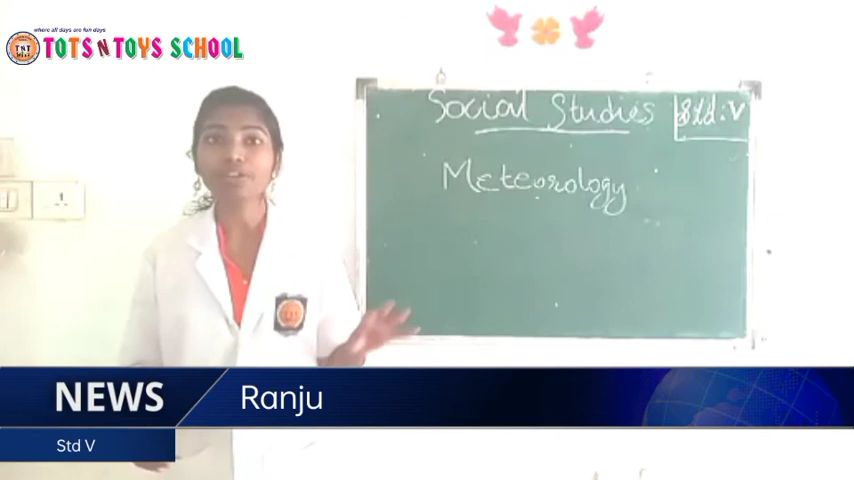 where all days are fun days
TOTS N TOYS SCHOOL
TNT
Social Studies
Std: V
Meteorology
NEWS
Ranju
Std V